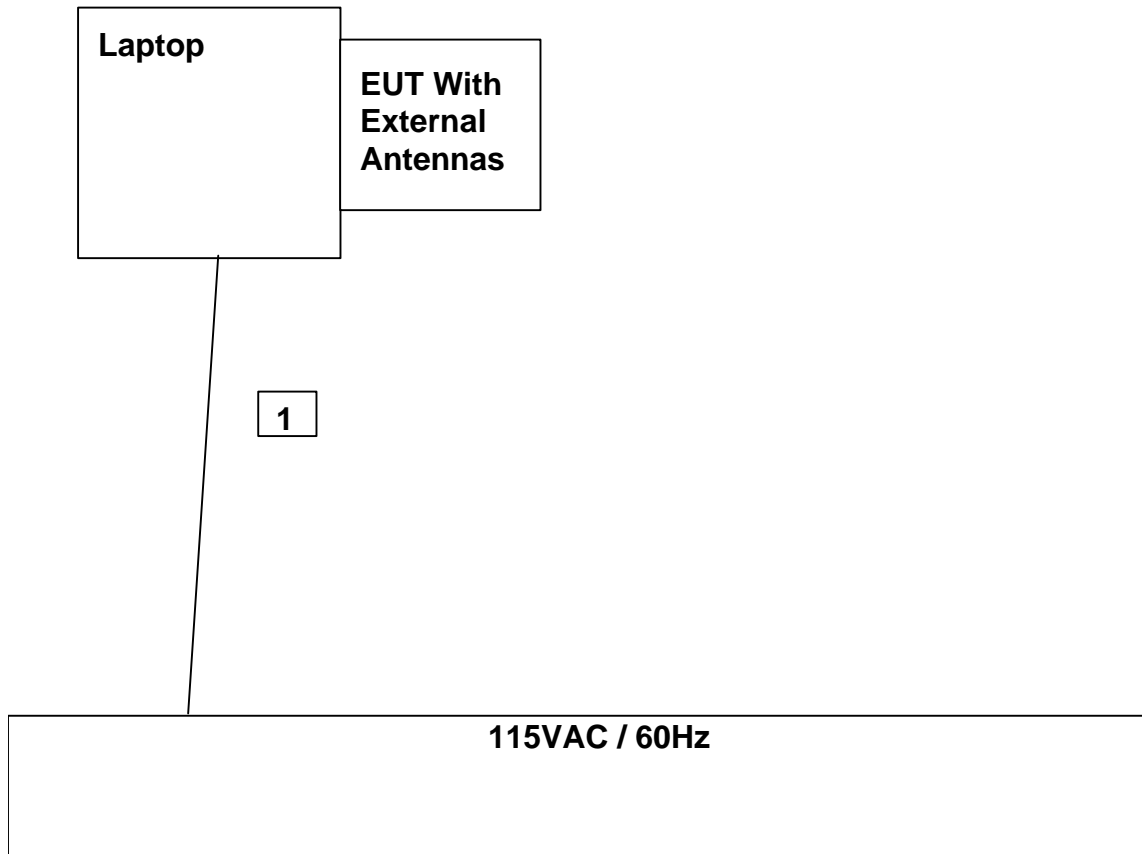 Laptop
EUT With
External
Antennas
1
115VAC / 60Hz